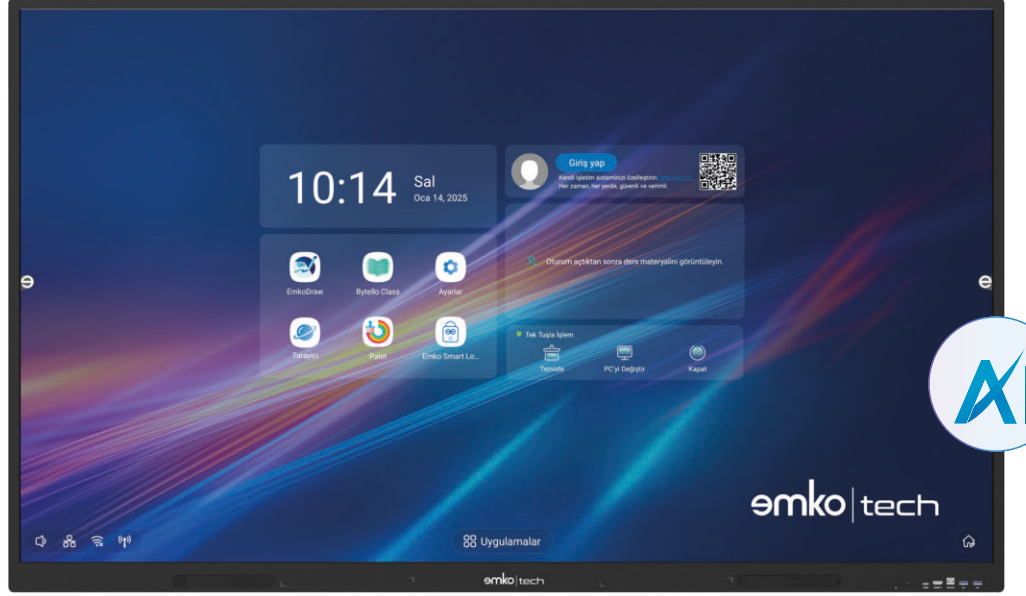 10:14
Sal
Oca 14, 2025
Giriş yap
Kendi işletim sisteminizi özelleştirin
Her zaman, her yerde, güvenli ve verimli.
EmkoDraw
Bytello Class
Ayarlar
Oturum açtıktan sonra ders materyalini görüntüleyin.
Tarayıcı
Palet
Emko Smart Lo...
Tek Tuşla İşlem
Temizle
PC'yi Değiştir
Kapat
emko|tech
Uygulamalar
emko|tech